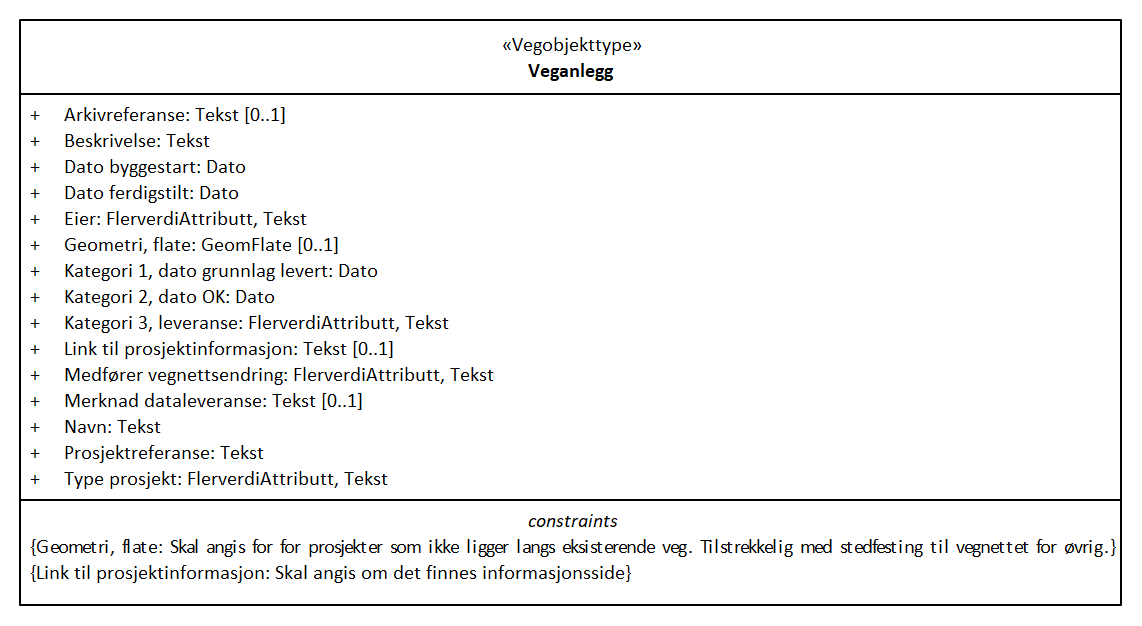 «Vegobjekttype»
Veganlegg
+ Arkivreferanse: Tekst [0..1]
+ Beskrivelse: Tekst
+ Dato byggestart: Dato
+ Dato ferdigstilt: Dato
+ Eier: FlerverdiAttributt, Tekst
+ Geometri, flate: GeomFlate [0..1]
+ Kategori 1, dato grunnlag levert: Dato
+ Kategori 2, dato OK: Dato
+ Kategori 3, leveranse: FlerverdiAttributt, Tekst
+ Link til prosjektinformasjon: Tekst [0..1]
+ Medfører vegnettsendring: FlerverdiAttributt, Tekst
+ Merknad dataleveranse: Tekst [0..1]
+ Navn: Tekst
+ Prosjektreferanse: Tekst
+ Type prosjekt: FlerverdiAttributt, Tekst
constraints
{Geometri, flate: Skal angis for for prosjekter som ikke ligger langs eksisterende veg. Tilstrekkelig med stedfesting til vegnettet for øvrig.}
{Link til prosjektinformasjon: Skal angis om det finnes informasjonsside}